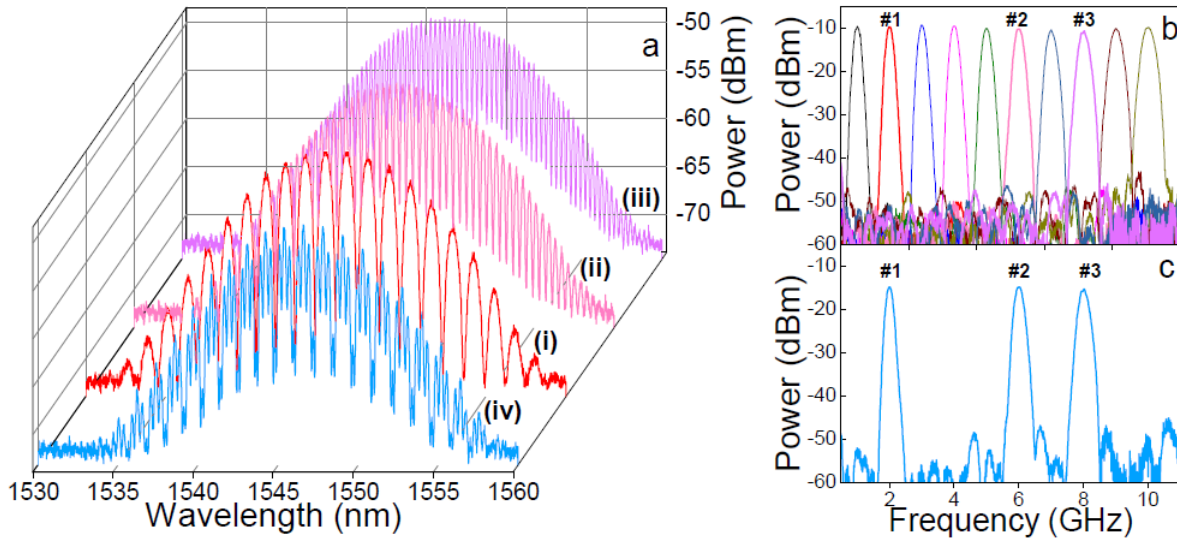 a
-50
-55
-60
-65
-70
Power (dBm)
(iii)
(ii)
(i)
(iv)
1530
1535
1540
1545
1550
1555
1560
Wavelength (nm)
b
#1
#2
#3
-10
-20
-30
-40
-50
-60
Power (dBm)
c
#1
#2
#3
-10
-20
-30
-40
-50
-60
Power (dBm)
2
4
6
8
10
Frequency (GHz)